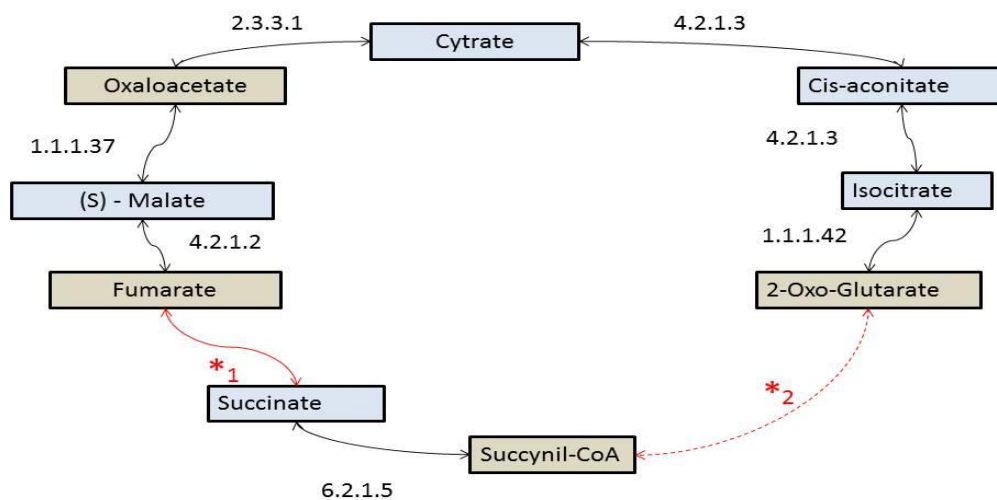 2.3.3.1
4.2.1.3
Cytrate
Oxaloacetate
Cis-aconitate
1.1.1.37
4.2.1.3
(S) - Malate
Isocitrate
4.2.1.2
1.1.1.42
Fumarate
2-Oxo-Glutarate
*1
*2
Succinate
Succynil-CoA
6.2.1.5